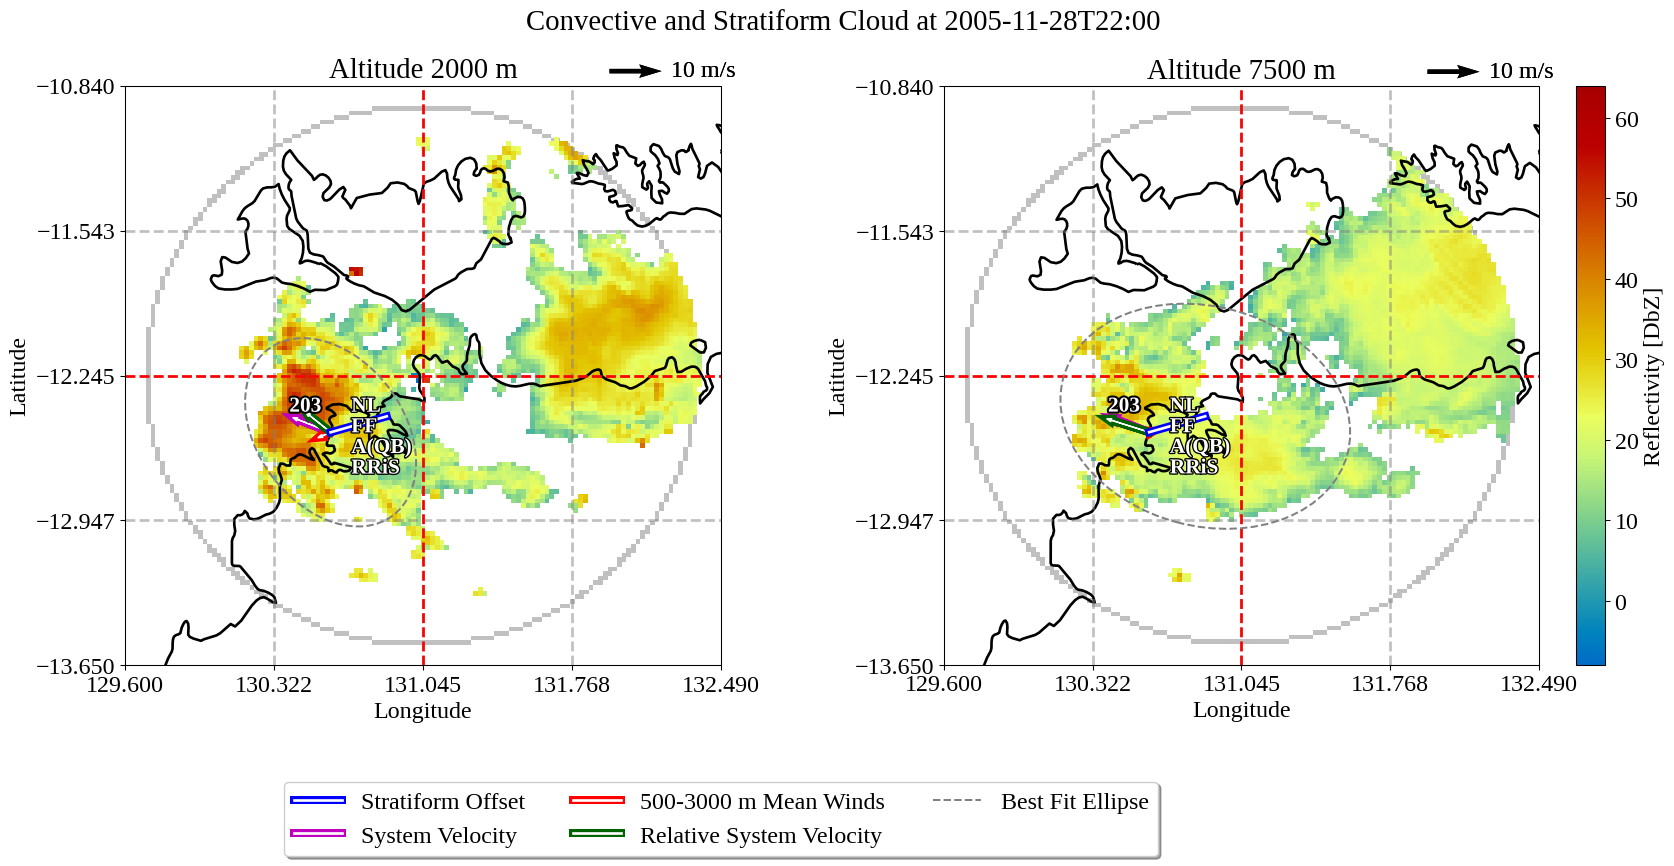 Convective and Stratiform Cloud at 2005-11-28T22:00
Altitude 2000 m
10 m/s
Altitude 7500 m
10 m/s
−10.840
−11.543
−12.245
−12.947
−13.650
Latitude
129.600
130.322
131.045
131.768
132.490
Longitude
203
NL
FF
A(QB)
RRiS
−10.840
−11.543
−12.245
−12.947
−13.650
Latitude
129.600
130.322
131.045
131.768
132.490
Longitude
203
NL
FF
A(QB)
RRiS
60
50
40
30
20
10
0
Reflectivity [DbZ]
Stratiform Offset
System Velocity
500-3000 m Mean Winds
Relative System Velocity
Best Fit Ellipse